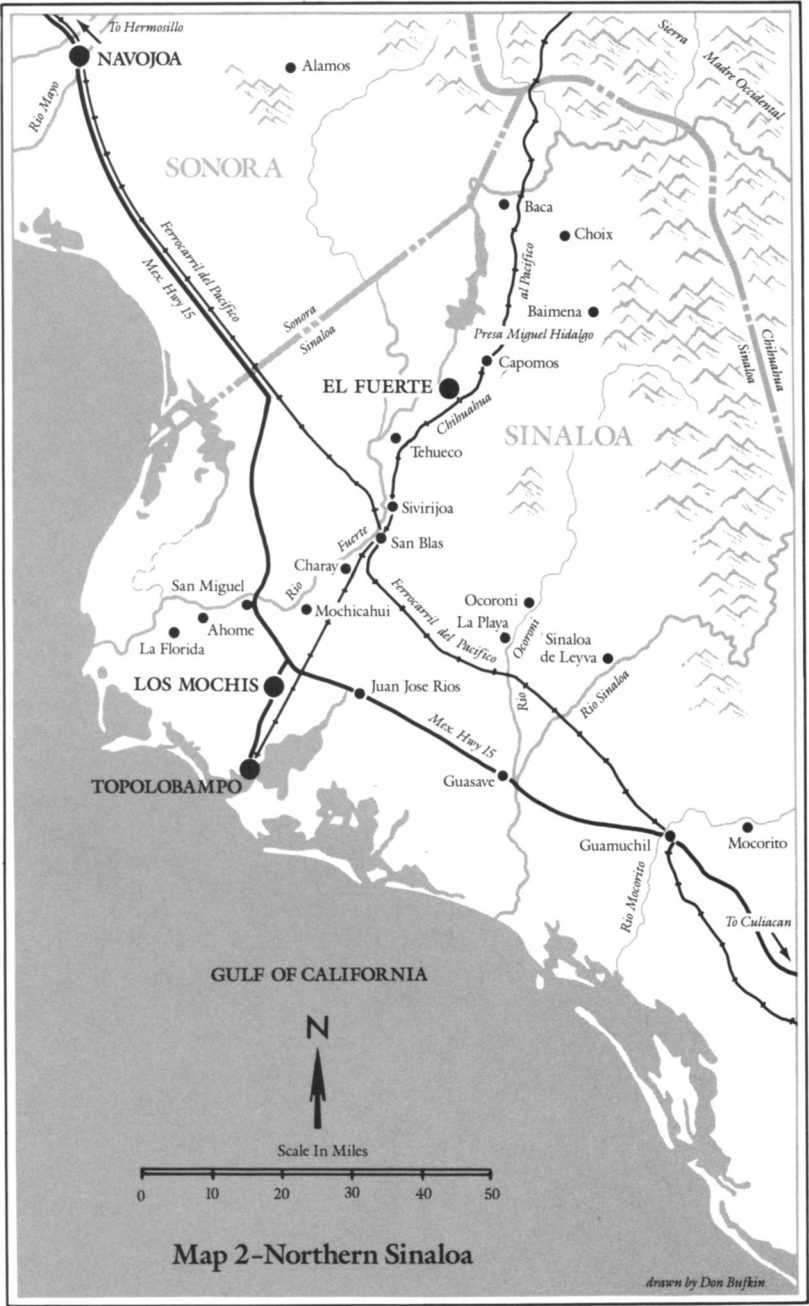 To Hermosillo
NAVOJOA
Alamos
Sierra
Madre Occidental
Rio Mayo
SONORA
Baca
Choix
Ferrocarril del Pacifico
Mex. Hwy 15
al Pacifico
Sonora
Sinaloa
Baimena
Presa Miguel Hidalgo
Chihuahua
Sinaloa
Capomos
EL FUERTE
Chihuahua
SINALOA
Tehueco
Sivirijoa
Fuerte
San Blas
Charay
Rio
San Miguel
Mochicahui
Ahome
La Florida
Ferrocarril del Pacifico
Ocoroni
La Playa
Ocoroni
Sinaloa
de Leyva
LOS MOCHIS
Juan Jose Rios
Rio
Rio Sinaloa
Mex. Hwy 15
TOPOLOBAMPO
Guasave
Guamuchil
Mocorito
Rio Mocorito
To Culiacan
GULF OF CALIFORNIA
N
Scale In Miles
0 10 20 30 40 50
Map 2–Northern Sinaloa
drawn by Don Bufkin